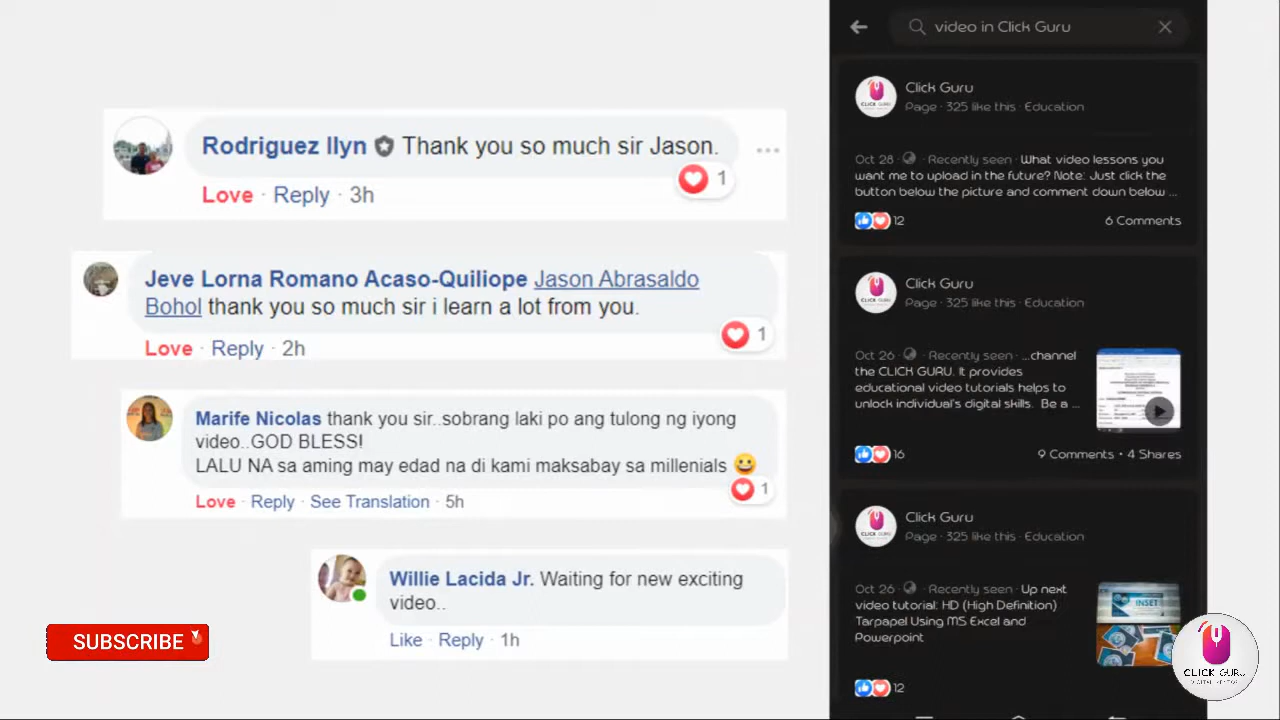 Rodriguez Ilyn Thank you so much sir Jason.
1
Love · Reply · 3h
Jeve Lorna Romano Acaso-Quiliope Jason Abrasaldo
Bohol thank you so much sir i learn a lot from you.
1
Love · Reply · 2h
Marife Nicolas thank you
..sobrang laki po ang tulong ng iyong
video..GOD BLESS!
LALU NA sa aming may edad na di kami maksabay sa millenials
1
Love · Reply · See Translation · 5h
Willie Lacida Jr. Waiting for new exciting
video..
Like · Reply · 1h
SUBSCRIBE
video in Click Guru
Click Guru
Page · 325 like this · Education
Oct 28 · Recently seen · What video lessons you
want me to upload in the future? Note: Just click the
button below the picture and comment down below ...
12
6 Comments
Click Guru
Page · 325 like this · Education
Oct 26 · Recently seen · ...channel
the CLICK GURU. It provides
educational video tutorials helps to
unlock individual's digital skills. Be a ...
16
9 Comments • 4 Shares
Click Guru
Page · 325 like this · Education
Oct 26 · Recently seen · Up next
video tutorial: HD (High Definition)
Tarpapel Using MS Excel and
Powerpoint
INSET
12
CLICK GURU